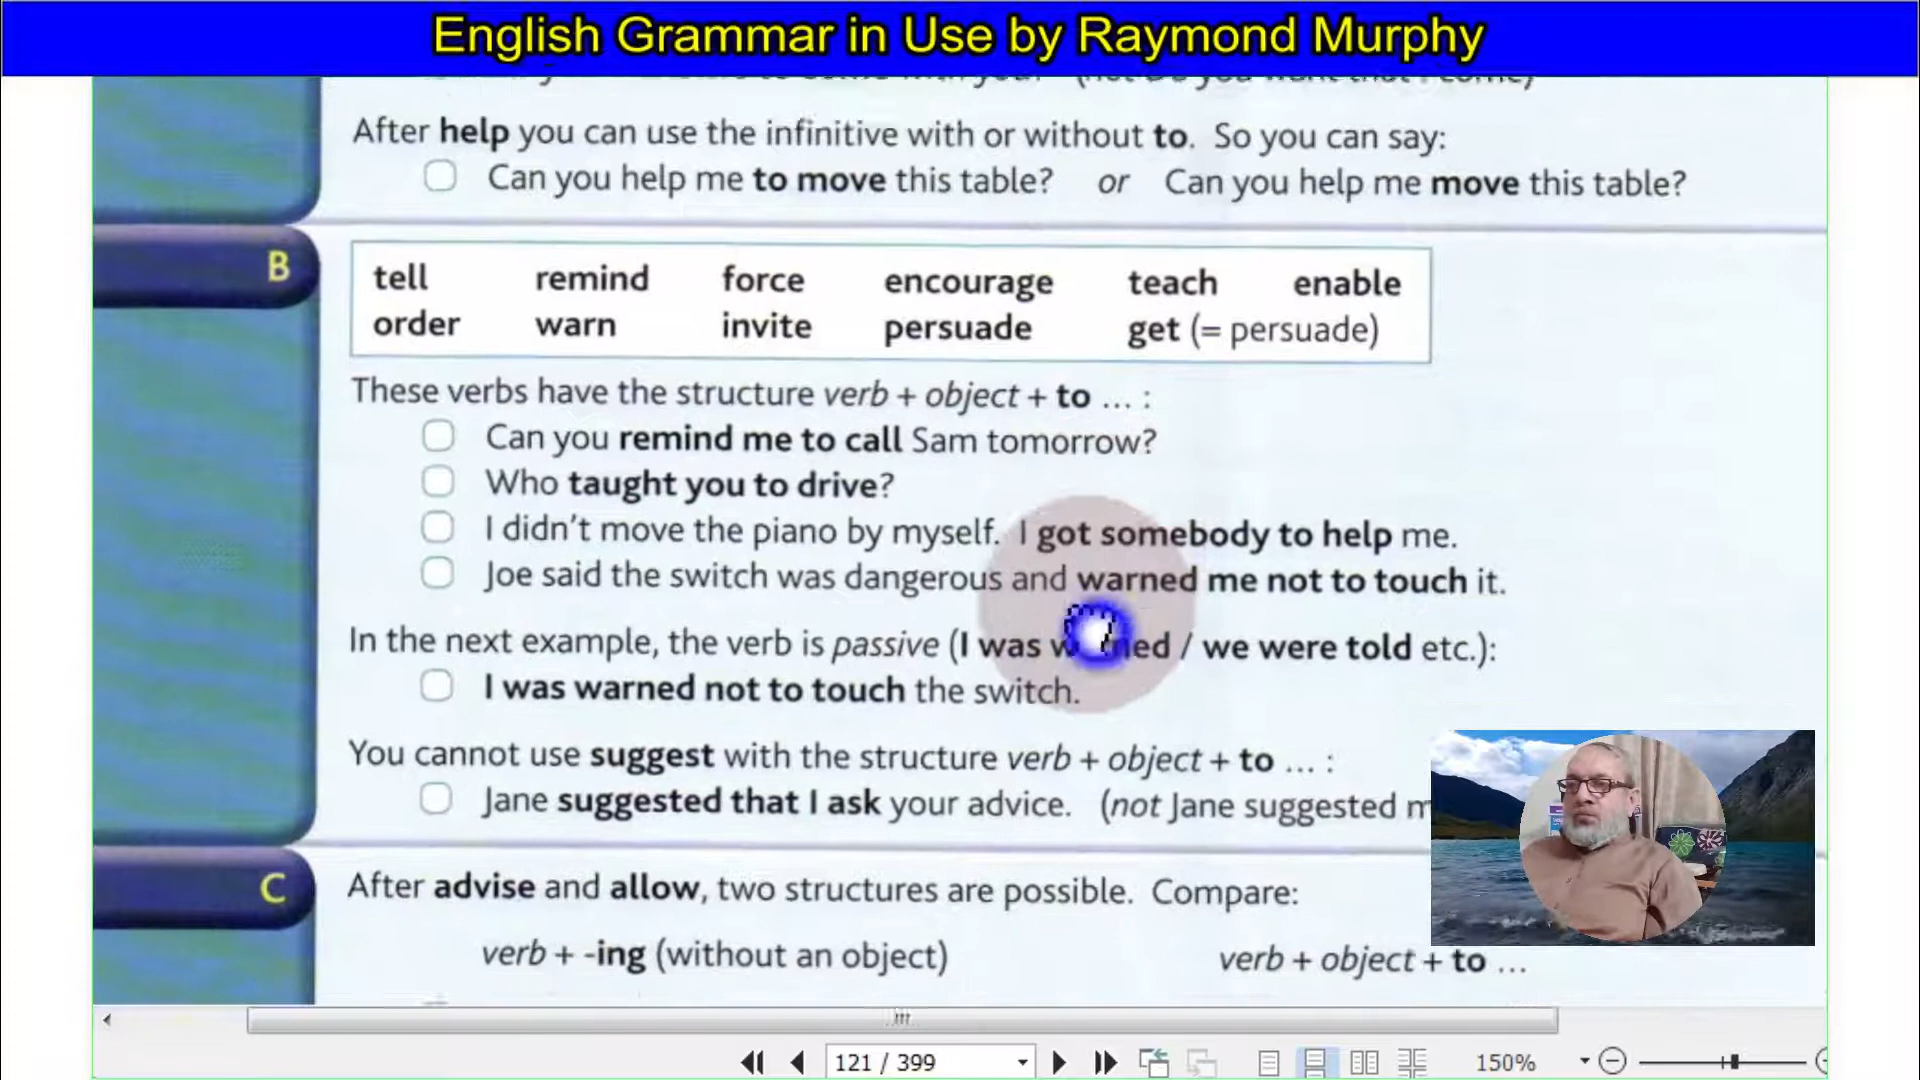 English Grammar in Use by Raymond Murphy
After help you can use the infinitive with or without to. So you can say:
Can you help me to move this table? or Can you help me move this table?
B
tell remind force encourage teach enable
order warn invite persuade get (= persuade)
These verbs have the structure verb + object + to ... :
Can you remind me to call Sam tomorrow?
Who taught you to drive?
I didn't move the piano by myself. I got somebody to help me.
Joe said the switch was dangerous and warned me not to touch it.
In the next example, the verb is passive (I was / we were told etc.):
I was warned not to touch the switch.
You cannot use suggest with the structure verb + object + to ... :
Jane suggested that I ask your advice. (not Jane suggested
C
After advise and allow, two structures are possible. Compare:
verb + -ing (without an object) verb + object + to ...
121 / 399
150%